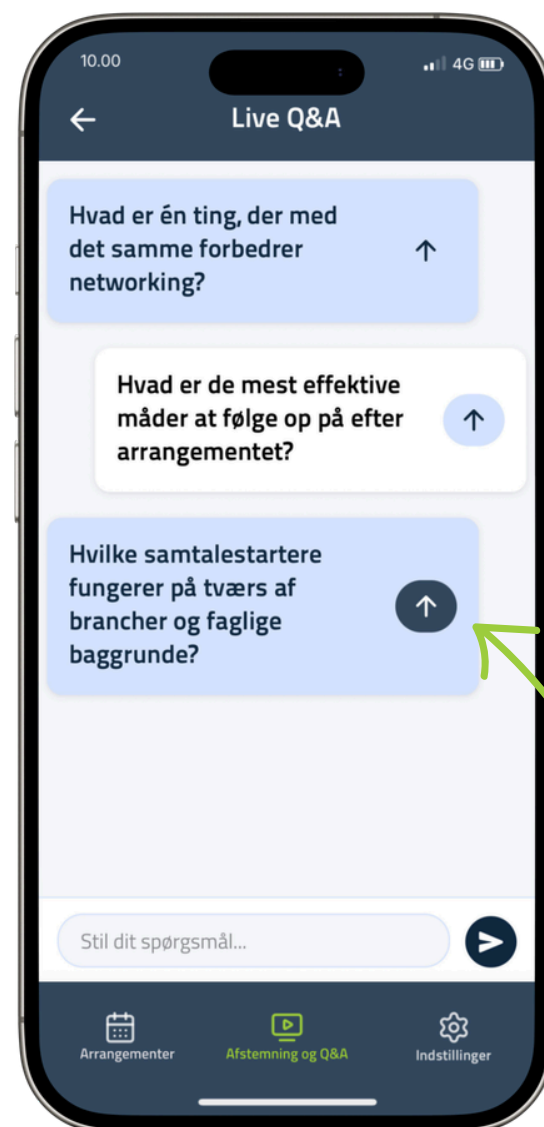 10.00
4G
Live Q&A
Hvad er én ting, der med
det samme forbedrer
networking?
Hvad er de mest effektive
måder at følge op på efter
arrangementet?
Hvilke samtalestartere
fungerer på tværs af
brancher og faglige
baggrunde?
Stil dit spørgsmål...
Arrangementer
Afstemning og Q&A
Indstillinger